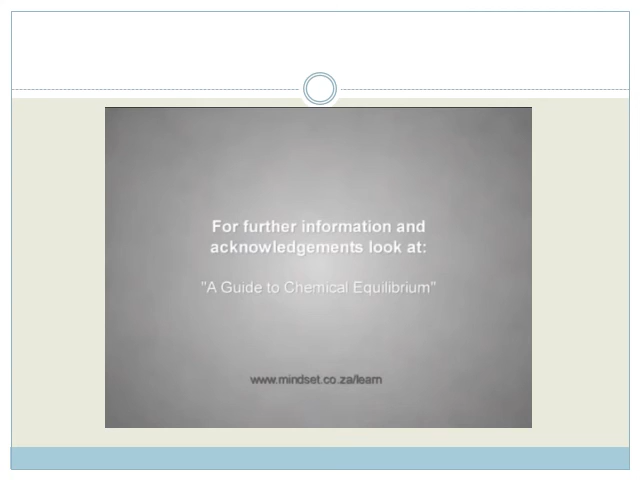 For further information and
acknowledgements look at:
"A Guide to Chemical Equilibrium"
www.mindset.co.za/learn